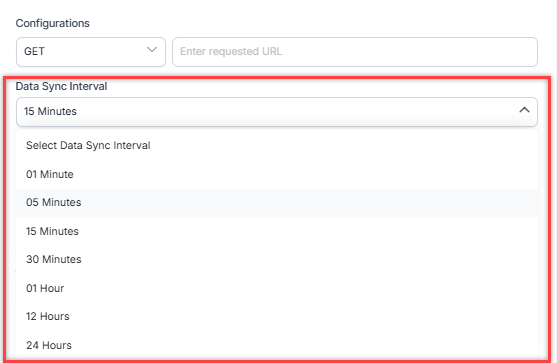 Configurations
GET Enter requested URL
Data Sync Interval
15 Minutes
Select Data Sync Interval
01 Minute
05 Minutes
15 Minutes
30 Minutes
01 Hour
12 Hours
24 Hours